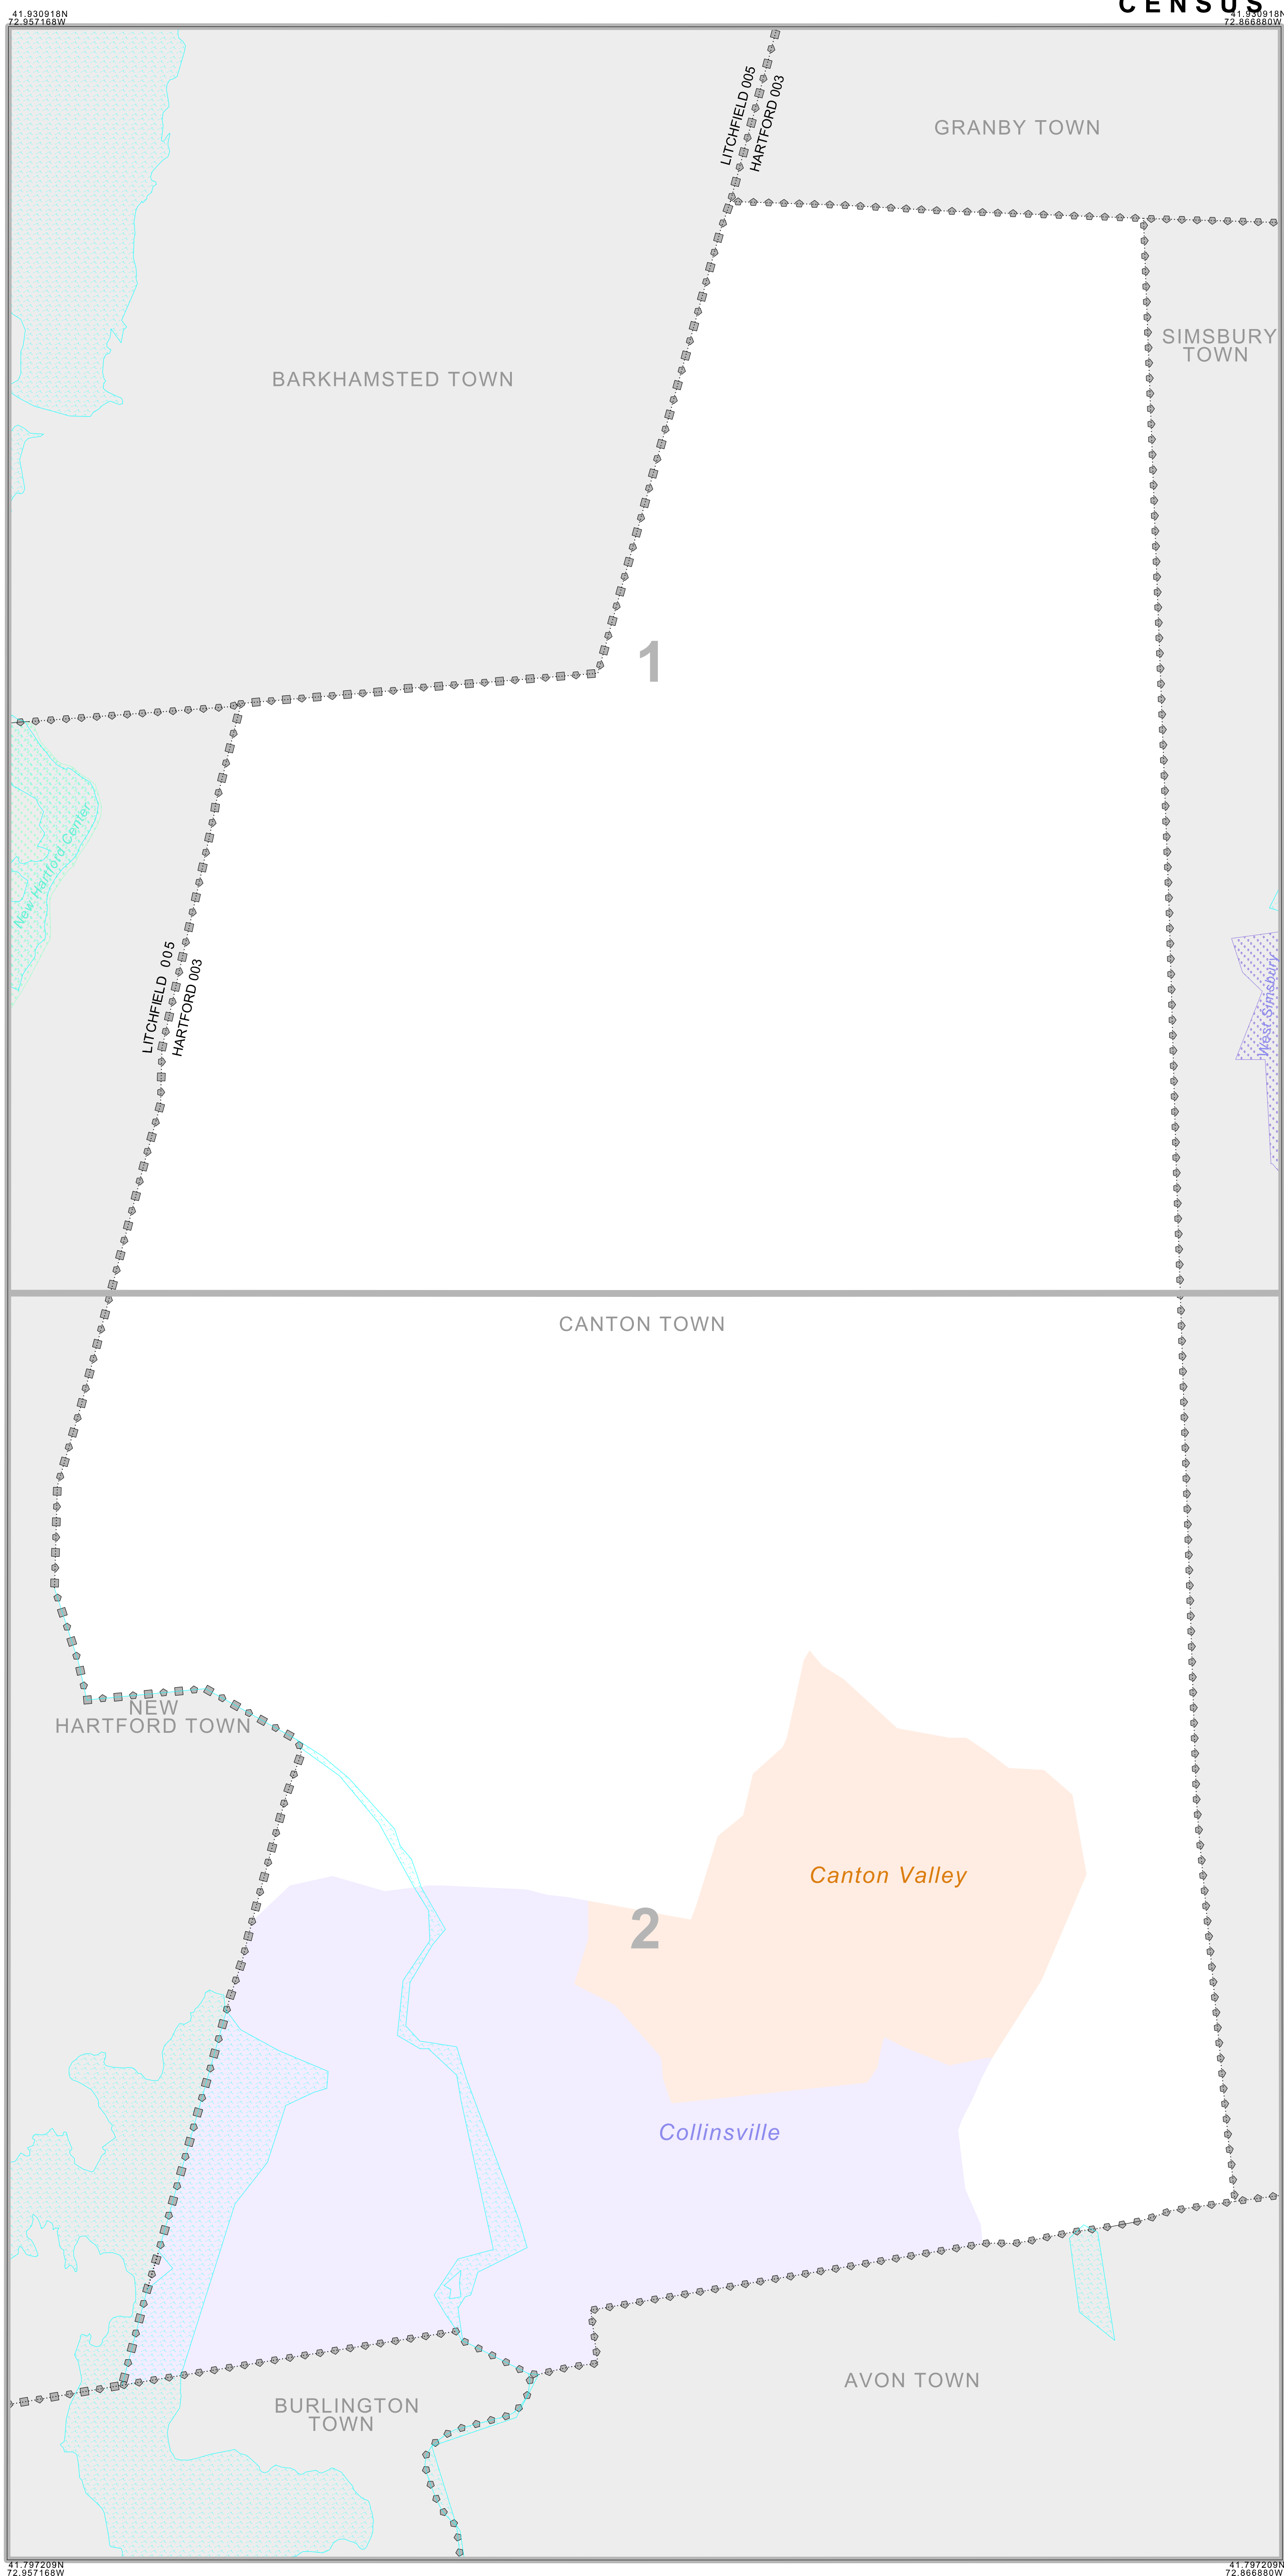 CENSUS
41.930918N
72.957168W
41.930918N
72.866880W
LITCHFIELD 005
HARTFORD 003
GRANBY TOWN
SIMSBURY
TOWN
BARKHAMSTED TOWN
1
New Hartford Center
LITCHFIELD 005
HARTFORD 003
West Simsbury
CANTON TOWN
NEW
HARTFORD TOWN
Canton Valley
2
Collinsville
AVON TOWN
BURLINGTON
TOWN
41.797209N
72.957168W
41.797209N
72.866880W